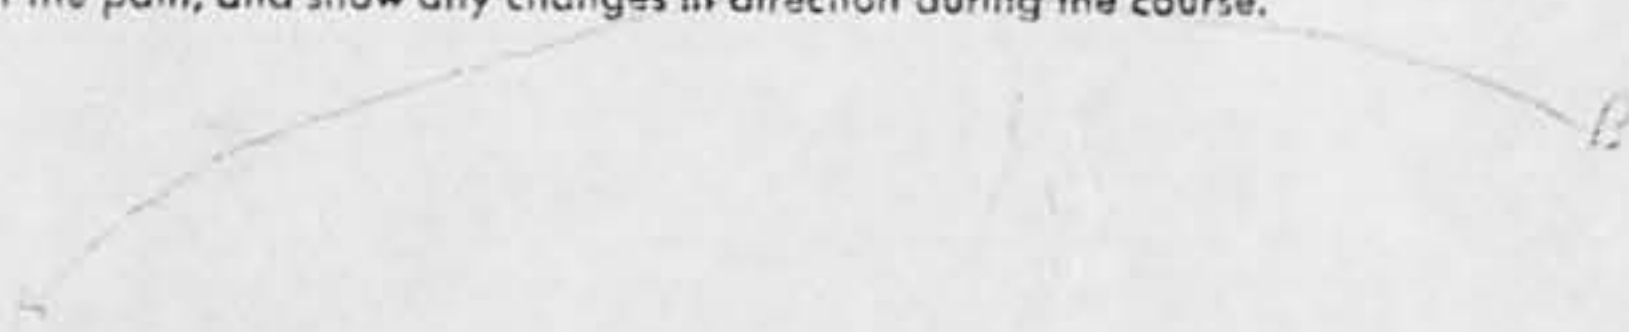 the path, and show any changes in direction during the course.
B